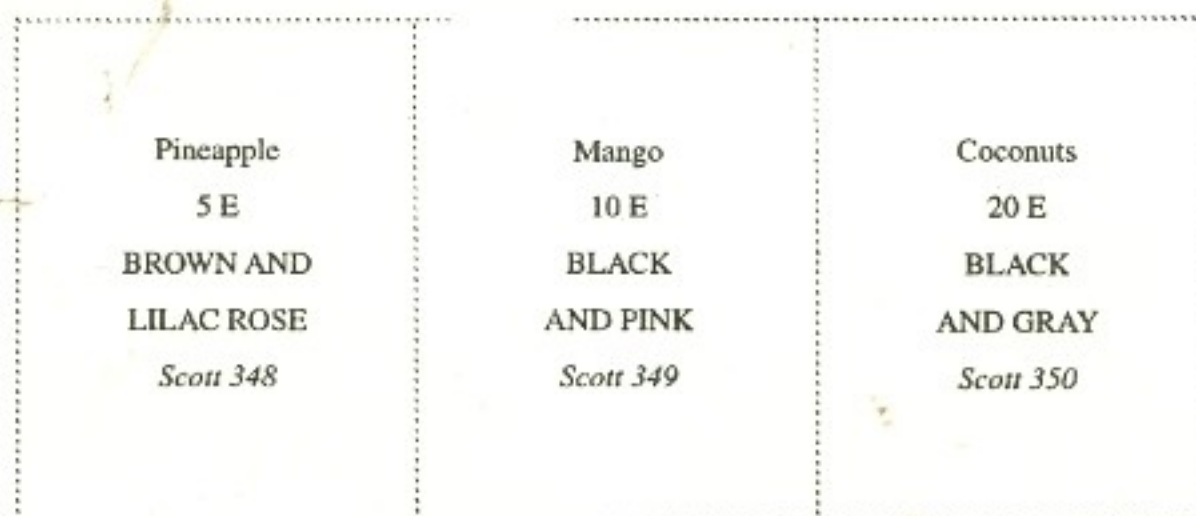 Pineapple
5 E
BROWN AND
LILAC ROSE
Scott 348
Mango
10 E
BLACK
AND PINK
Scott 349
Coconuts
20 E
BLACK
AND GRAY
Scott 350